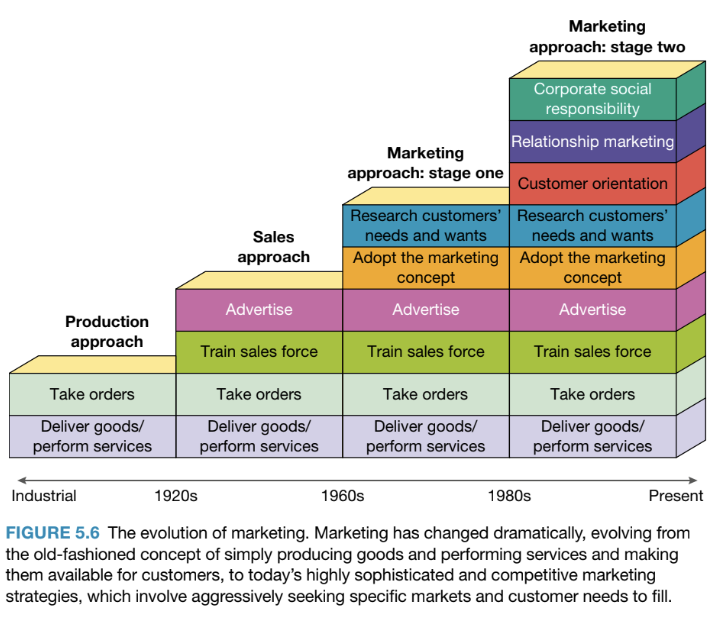 Marketing
approach: stage two
Corporate social
responsibility
Relationship marketing
Marketing
approach: stage one
Customer orientation
Research customers'
needs and wants
Research customers'
needs and wants
Sales
approach
Adopt the marketing
concept
Adopt the marketing
concept
Production
approach
Advertise
Advertise
Advertise
Train sales force
Train sales force
Train sales force
Take orders
Take orders
Take orders
Take orders
Deliver goods/
perform services
Deliver goods/
perform services
Deliver goods/
perform services
Deliver goods/
perform services
Industrial 1920s 1960s 1980s Present
FIGURE 5.6 The evolution of marketing. Marketing has changed dramatically, evolving from
the old-fashioned concept of simply producing goods and performing services and making
them available for customers, to today's highly sophisticated and competitive marketing
strategies, which involve aggressively seeking specific markets and customer needs to fill.